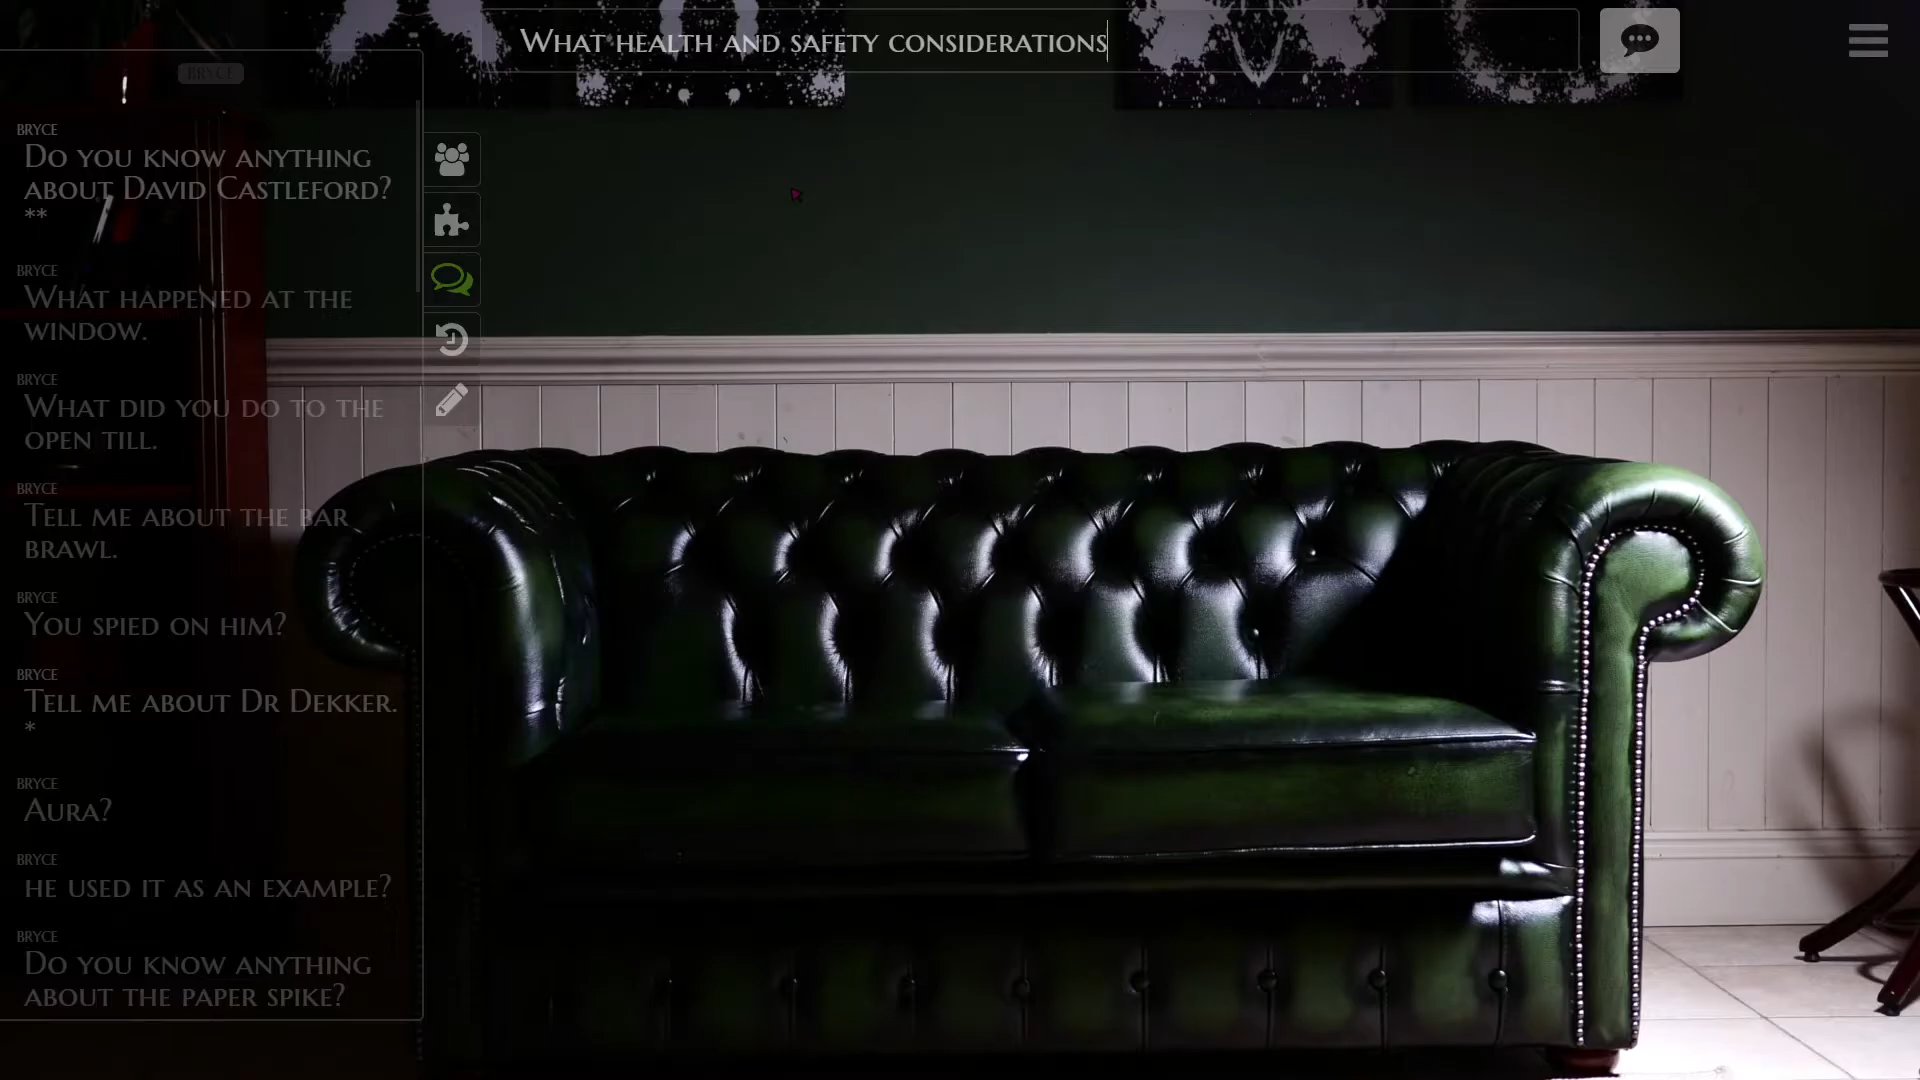 What health and safety considerations
BRYCE
BRYCE
Do you know anything
about David Castleford?
**
BRYCE
What happened at the
window.
BRYCE
What did you do to the
open till.
BRYCE
Tell me about the bar
brawl.
BRYCE
You spied on him?
BRYCE
Tell me about Dr Dekker.
*
BRYCE
Aura?
BRYCE
he used it as an example?
BRYCE
Do you know anything
about the paper spike?